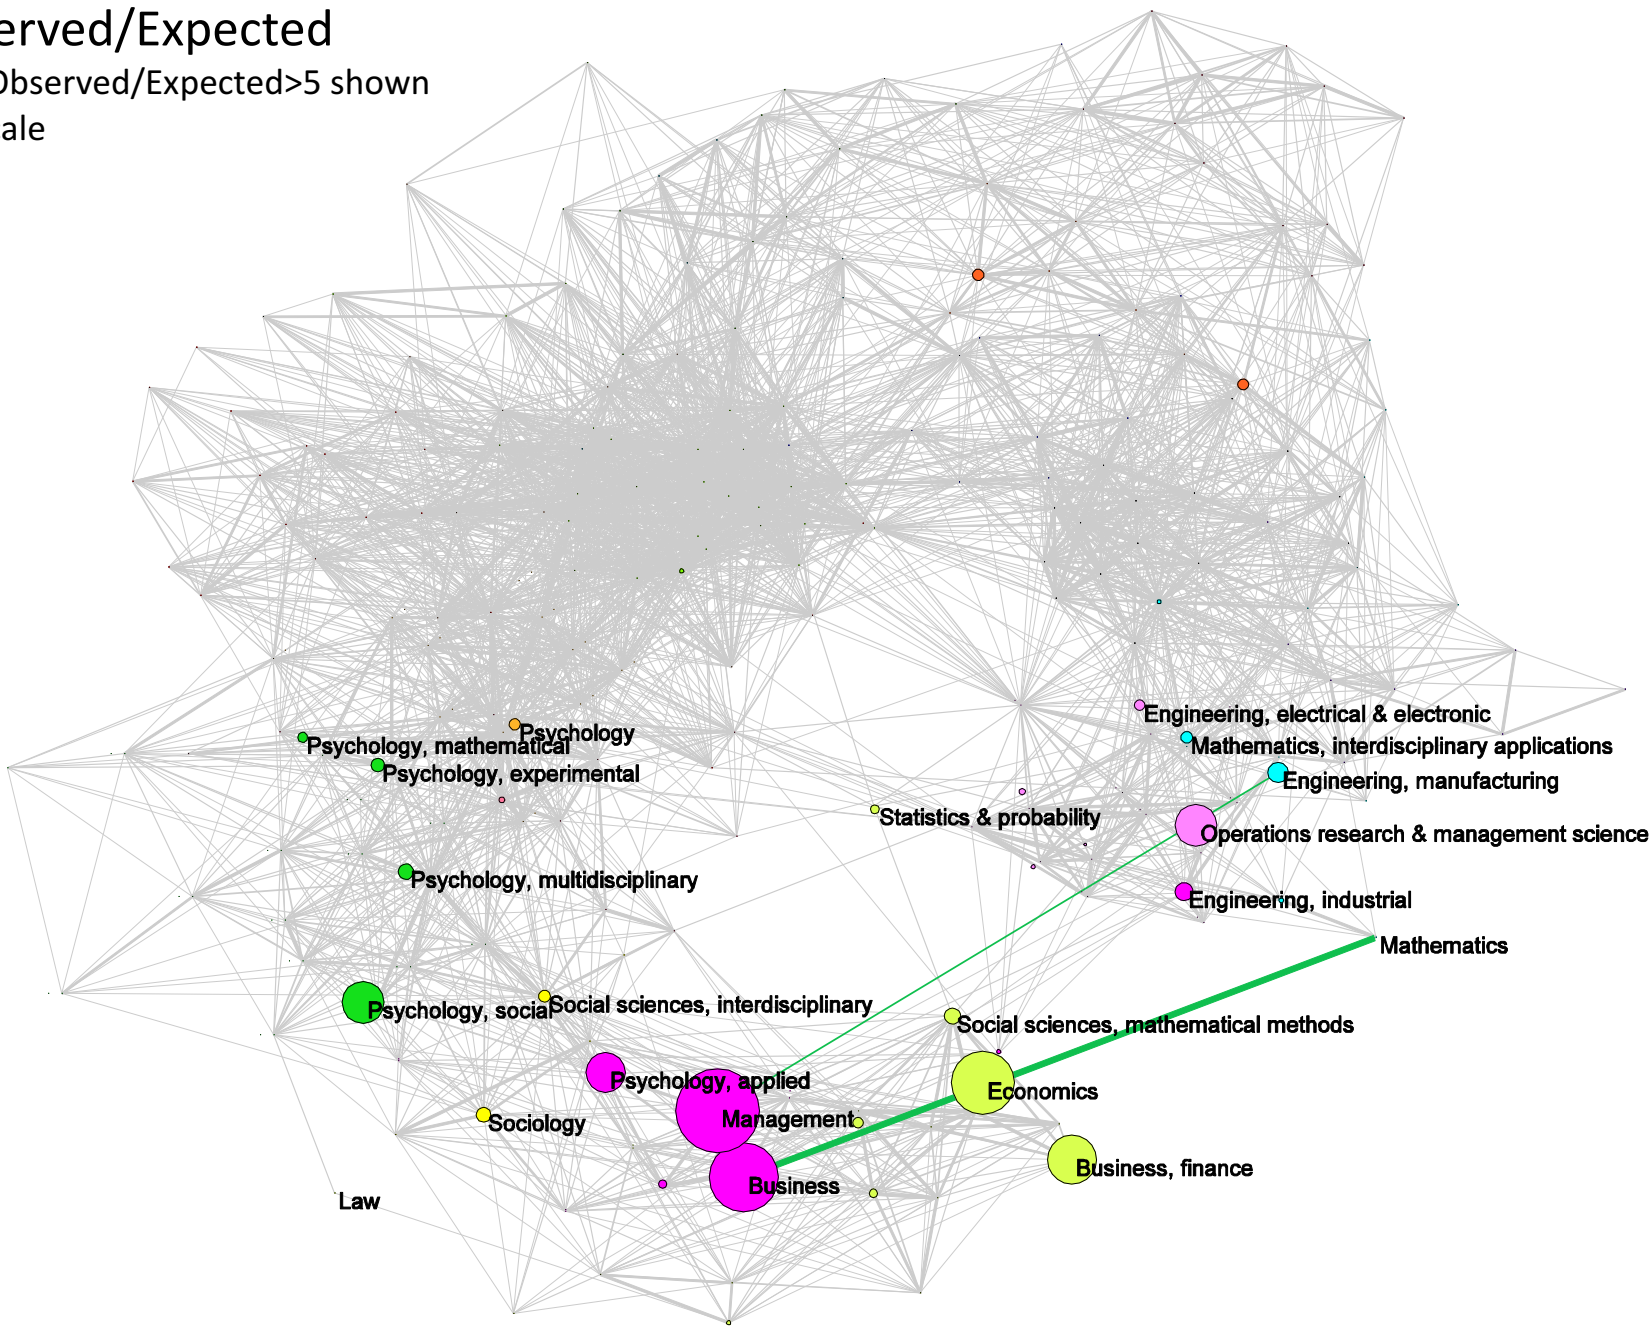 erved/Expected
Observed/Expected>5 shown
ale
Engineering, electrical & electronic
Psychology
Psychology, mathematical
Mathematics, interdisciplinary applications
Psychology, experimental
Engineering, manufacturing
Statistics & probability
Operations research & management science
Psychology, multidisciplinary
Engineering, industrial
Mathematics
Social sciences, interdisciplinary
Psychology, social
Social sciences, mathematical methods
Psychology, applied
Economics
Management
Sociology
Business, finance
Business
Law